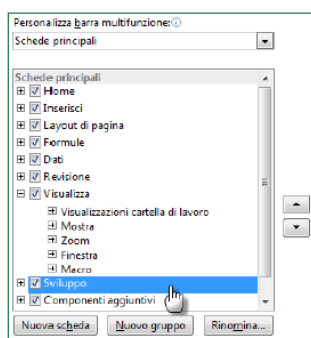 Personalizza barra multifunzione:
Schede principali
Schede principali
Home
Inserisci
Layout di pagina
Formule
Dati
Revisione
Visualizza
Visualizzazioni cartella di lavoro
Mostra
Zoom
Finestra
Macro
Sviluppo
Componenti aggiuntivi
Nuova scheda Nuovo gruppo Rinomina...